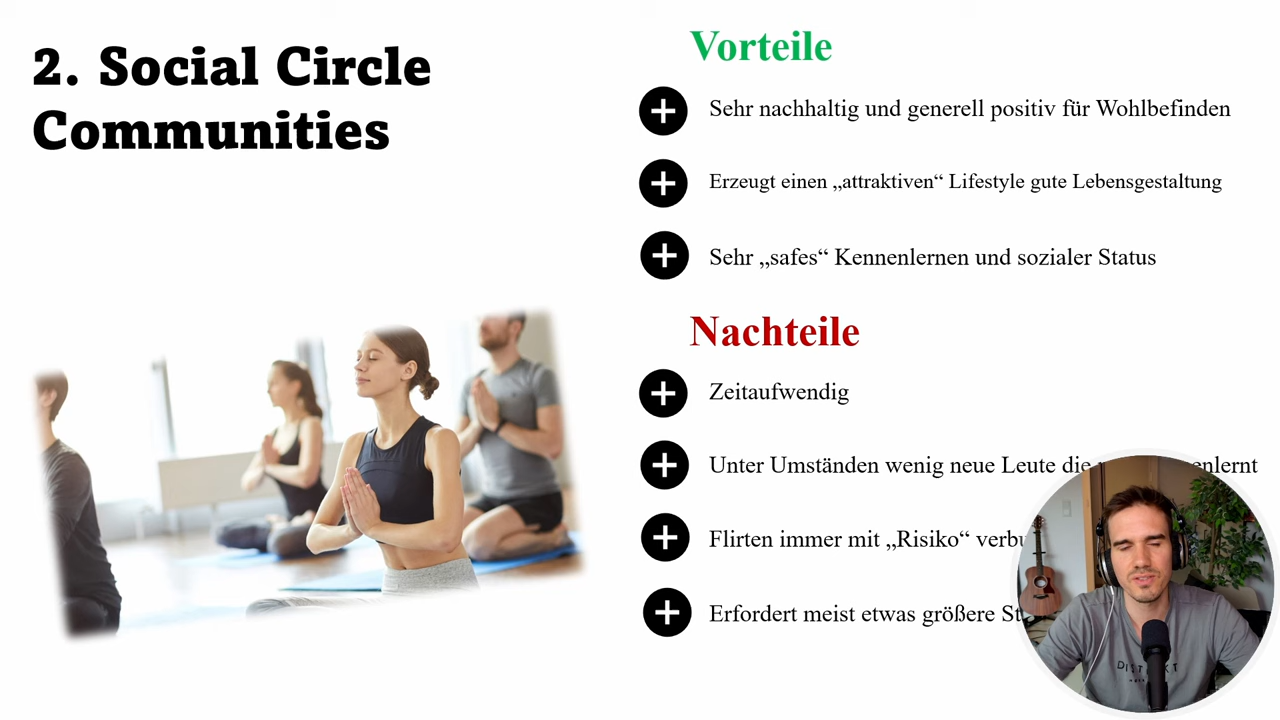 2. Social Circle
Communities
Vorteile
Sehr nachhaltig und generell positiv für Wohlbefinden
Erzeugt einen „attraktiven“ Lifestyle gute Lebensgestaltung
Sehr „safes“ Kennenlernen und sozialer Status
Nachteile
Zeitaufwendig
Unter Umständen wenig neue Leute die
Flirten immer mit „Risiko“
Erfordert meist etwas größere